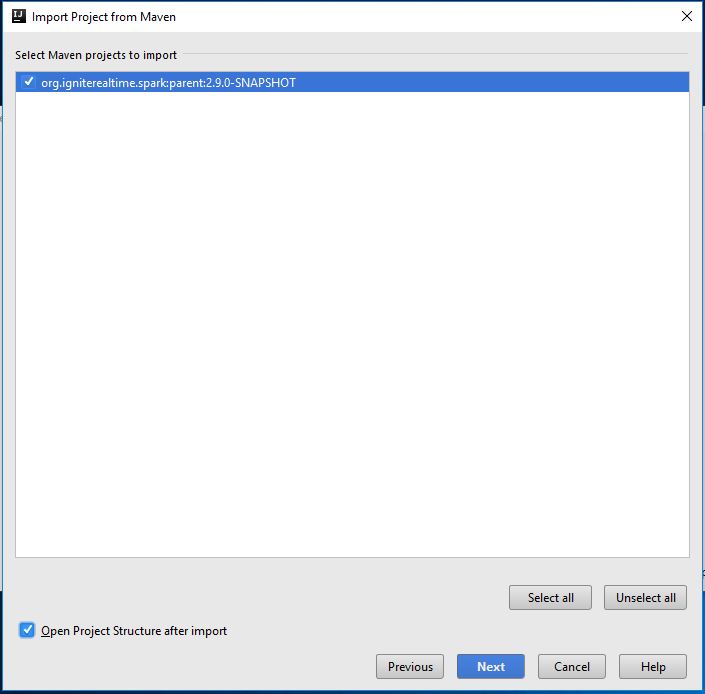 Import Project from Maven
Select Maven projects to import
org.igniterealtime.spark:parent:2.9.0-SNAPSHOT
Select all Unselect all
Open Project Structure after import
Previous Next Cancel Help